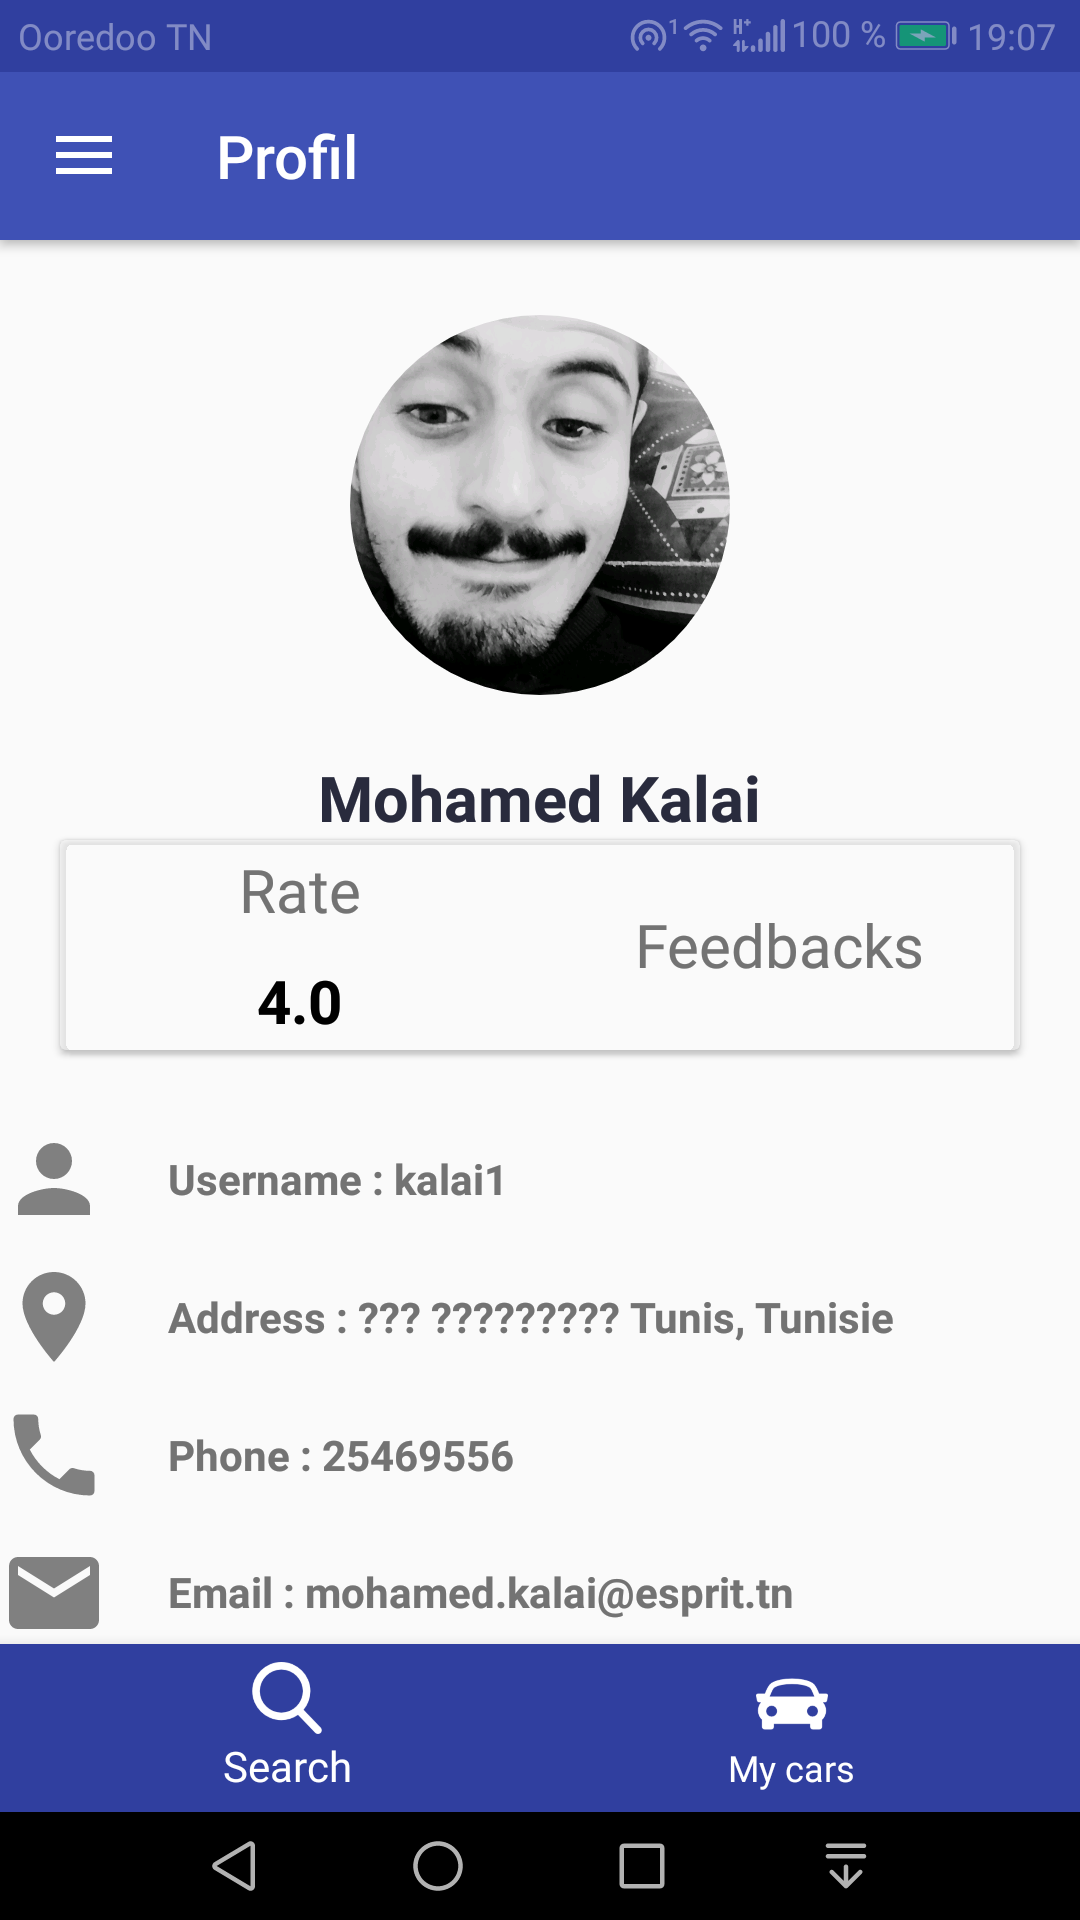 Ooredoo TN 1 H+ 100 % 19:07
Profil
Mohamed Kalai
Rate
Feedbacks
4.0
Username : kalai1
Address : ??? ????????? Tunis, Tunisie
Phone : 25469556
Email : mohamed.kalai@esprit.tn
Search
My cars